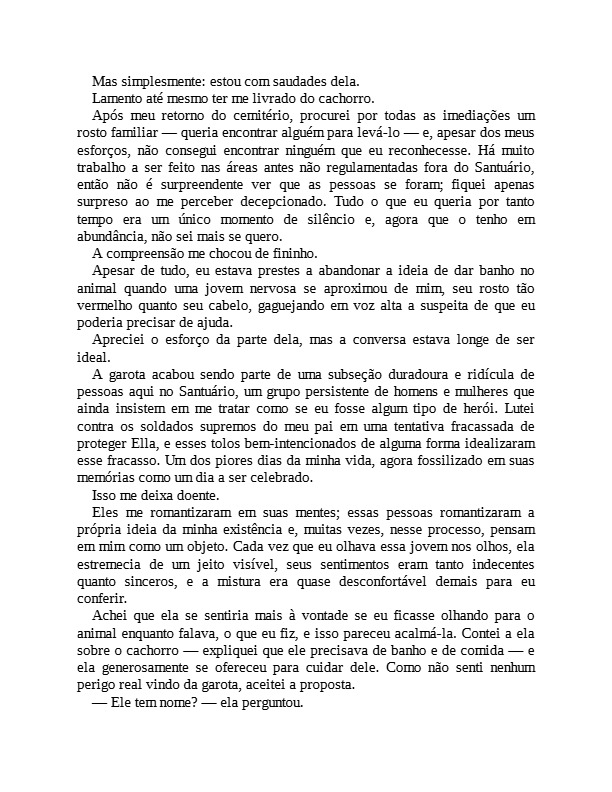 Mas simplesmente: estou com saudades dela.
Lamento até mesmo ter me livrado do cachorro.
Após meu retorno do cemitério, procurei por todas as imediações um
rosto familiar — queria encontrar alguém para levá-lo — e, apesar dos meus
esforços, não consegui encontrar ninguém que eu reconhecesse. Há muito
trabalho a ser feito nas áreas antes não regulamentadas fora do Santuário,
então não é surpreendente ver que as pessoas se foram; fiquei apenas
surpreso ao me perceber decepcionado. Tudo o que eu queria por tanto
tempo era um único momento de silêncio e, agora que o tenho em
abundância, não sei mais se quero.
A compreensão me chocou de fininho.
Apesar de tudo, eu estava prestes a abandonar a ideia de dar banho no
animal quando uma jovem nervosa se aproximou de mim, seu rosto tão
vermelho quanto seu cabelo, gaguejando em voz alta a suspeita de que eu
poderia precisar de ajuda.
Apreciei o esforço da parte dela, mas a conversa estava longe de ser
ideal.
A garota acabou sendo parte de uma subseção duradoura e ridícula de
pessoas aqui no Santuário, um grupo persistente de homens e mulheres que
ainda insistem em me tratar como se eu fosse algum tipo de herói. Lutei
contra os soldados supremos do meu pai em uma tentativa fracassada de
proteger Ella, e esses tolos bem-intencionados de alguma forma idealizaram
esse fracasso. Um dos piores dias da minha vida, agora fossilizado em suas
memórias como um dia a ser celebrado.
Isso me deixa doente.
Eles me romantizaram em suas mentes; essas pessoas romantizaram a
própria ideia da minha existência e, muitas vezes, nesse processo, pensam
em mim como um objeto. Cada vez que eu olhava essa jovem nos olhos, ela
estremecia de um jeito visível, seus sentimentos eram tanto indecentes
quanto sinceros, e a mistura era quase desconfortável demais para eu
conferir.
Achei que ela se sentiria mais à vontade se eu ficasse olhando para o
animal enquanto falava, o que eu fiz, e isso pareceu acalmá-la. Contei a ela
sobre o cachorro — expliquei que ele precisava de banho e de comida — e
ela generosamente se ofereceu para cuidar dele. Como não senti nenhum
perigo real vindo da garota, aceitei a proposta.
— Ele tem nome? — ela perguntou.